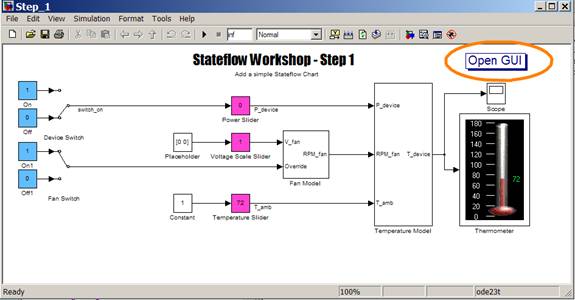 Step_1
File Edit View Simulation Format Tools Help
inf Normal
Stateflow Workshop - Step 1
Add a simple Stateflow Chart
Open GUI
1
On
0
Off
Device Switch
switch_on
1
On1
0
Off1
Fan Switch
0
Power Slider
P_device
[0 0]
Placeholder
1
Voltage Scale Slider
V_fan
Override
RPM_fan
Fan Model
1
Constant
72
Temperature Slider
T_amb
P_device
RPM_fan
T_amb
T_device
Temperature Model
Scope
180
160
140
120
100
80
60
40
20
0
72
Thermometer
Ready 100% ode23t